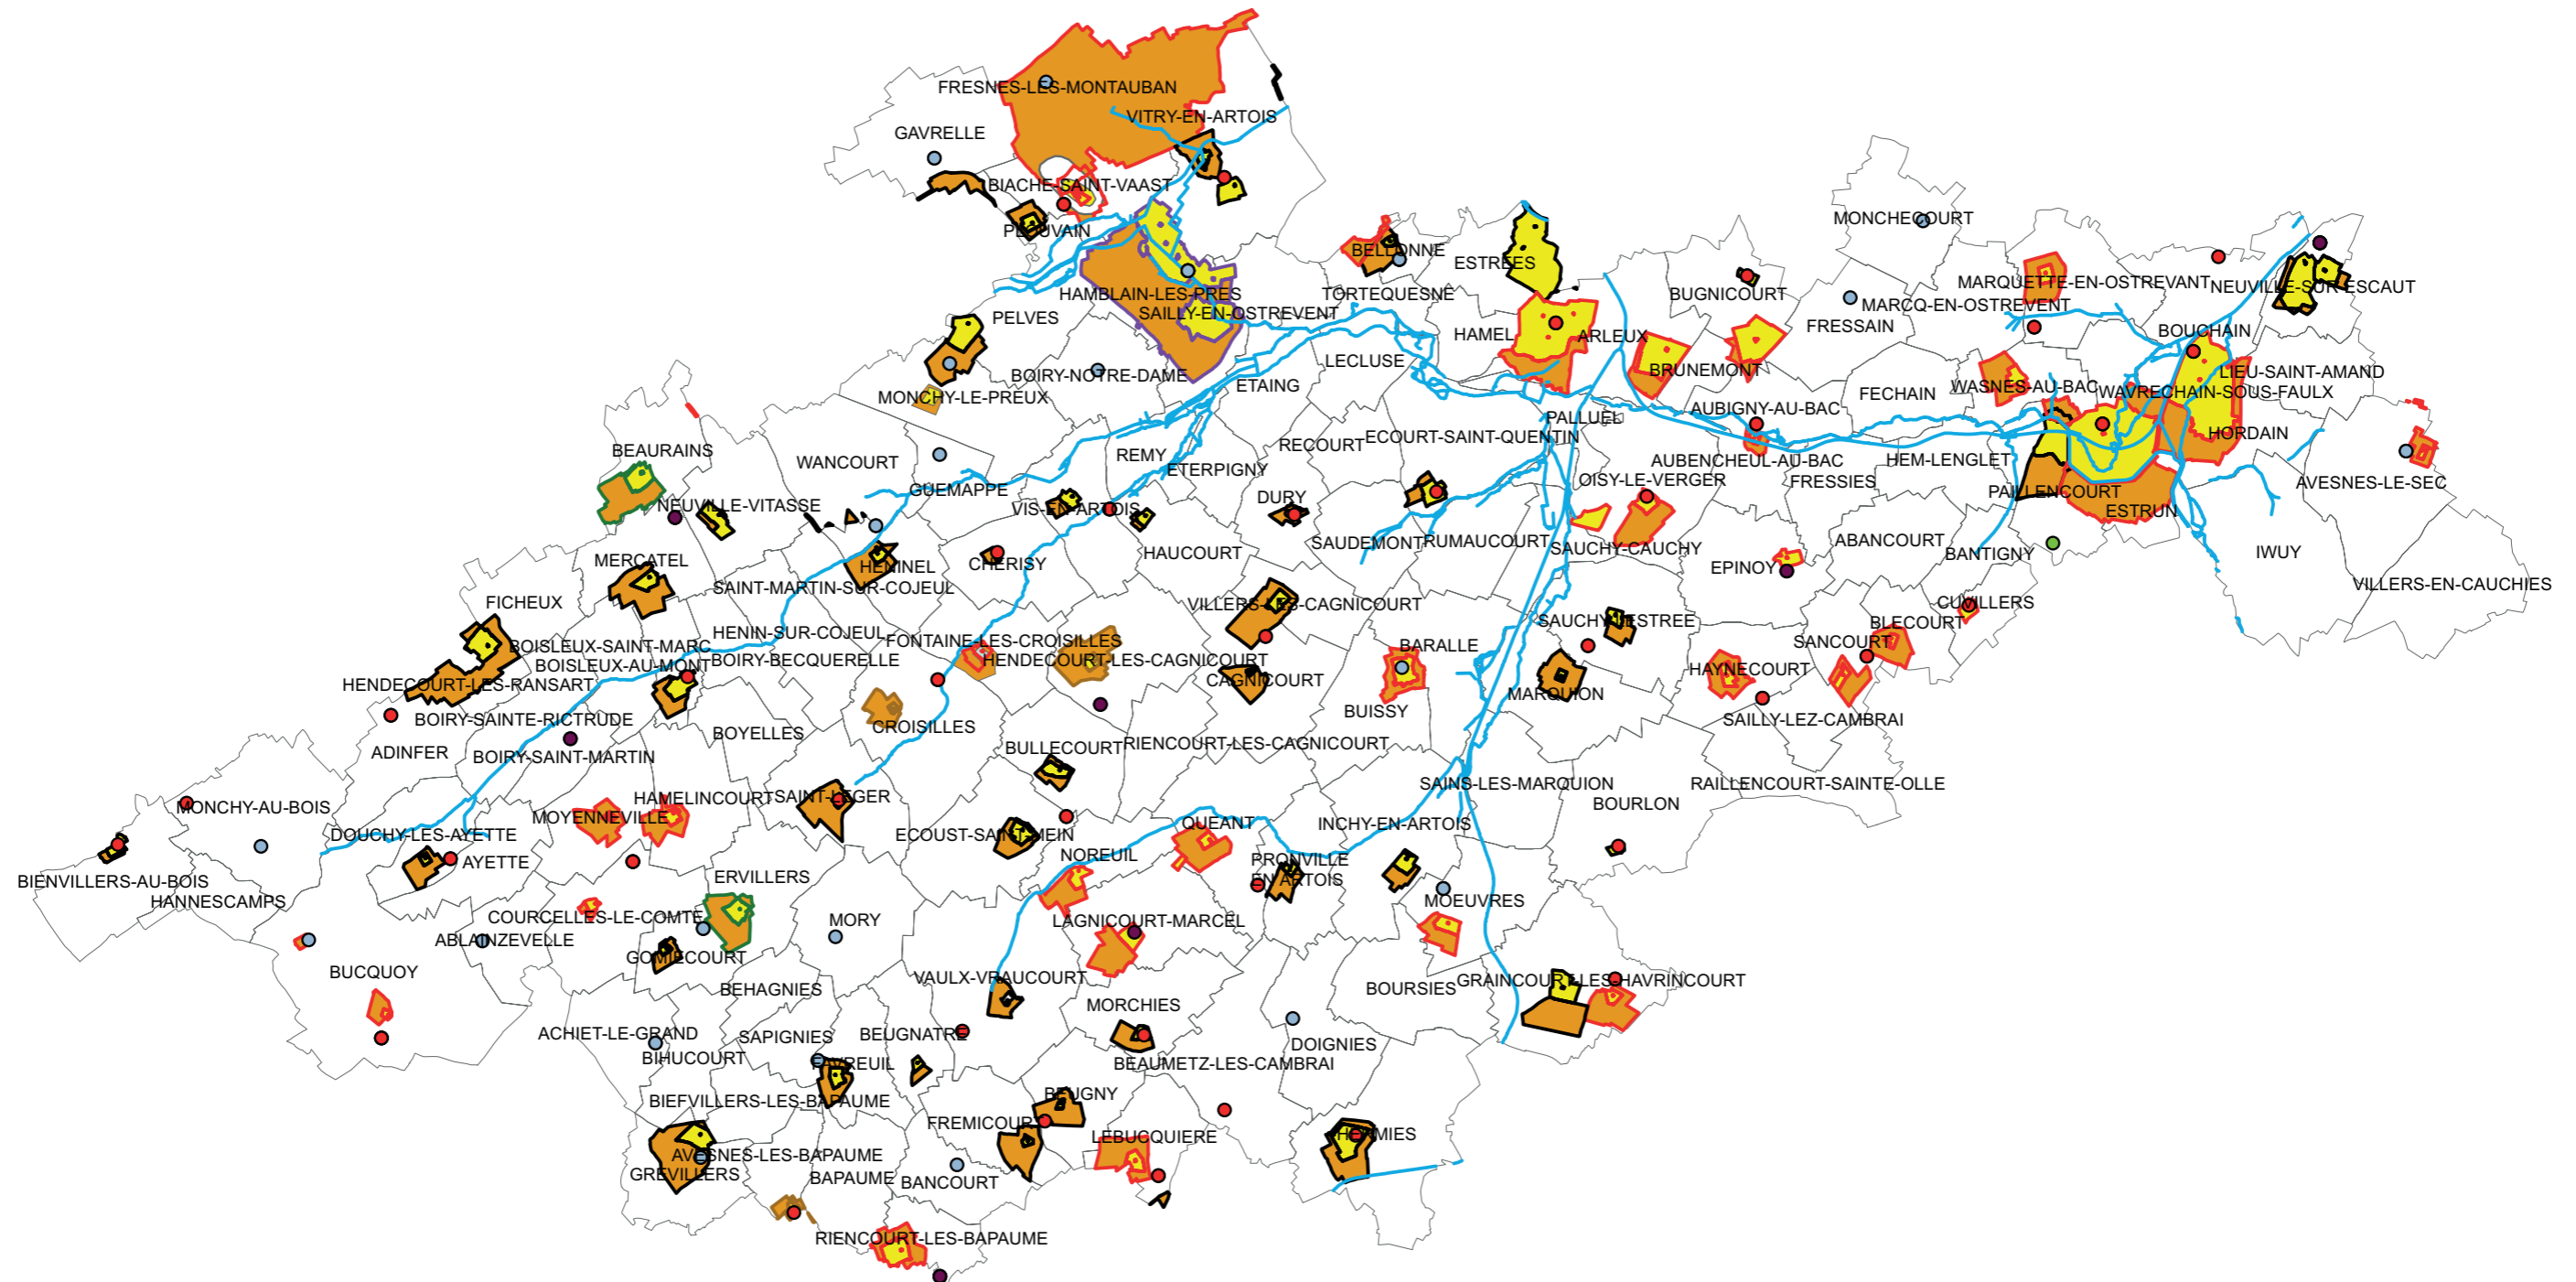 FRESNES-LES-MONTAUBAN
VITRY-EN-ARTOIS
GAVRELLE
BIACHE-SAINT-VAAST
PLOUVAIN
MONCHECOURT
BELLONNE
ESTREES
HAMBLAIN-LES-PRES
TORTEQUESNE
BUGNICOURT
MARQUETTE-EN-OSTREVANT
NEUVILLE-SUR-ESCAUT
MARCQ-EN-OSTREVENT
SAILLY-EN-OSTREVENT
PELVES
HAMEL
ARLEUX
FRESSAIN
BOUCHAIN
LECLUSE
BOIRY-NOTRE-DAME
BRUNEMONT
LIEU-SAINT-AMAND
ETAING
WASNES-AU-BAC
WAVRECHAIN-SOUS-FAULX
MONCHY-LE-PREUX
FECHAIN
AUBIGNY-AU-BAC
PALLUEL
HORDAIN
RECOURT
ECOURT-SAINT-QUENTIN
BEAURAINS
REMY
WANCOURT
ETERPIGNY
AUBENCHEUL-AU-BAC
HEM-LENGLET
OISY-LE-VERGER
FRESSIES
AVESNES-LE-SEC
GUEMAPPE
PAILLENCOURT
DURY
NEUVILLE-VITASSE
VIS-EN-ARTOIS
ESTRUN
SAUDEMONT
RUMAUCOURT
ABANCOURT
SAUCHY-CAUCHY
HAUCOURT
BANTIGNY
IWUY
MERCATEL
HENINEL
CHERISY
EPINOY
VILLERS-EN-CAUCHIES
SAINT-MARTIN-SUR-COJEUL
FICHEUX
VILLERS-LES-CAGNICOURT
CUVILLERS
SAUCHY-LESTREE
BLECOURT
HENIN-SUR-COJEUL
FONTAINE-LES-CROISILLES
BOISLEUX-SAINT-MARC
BARALLE
SANCOURT
BOISLEUX-AU-MONT
BOIRY-BECQUERELLE
HENDECOURT-LES-CAGNICOURT
HAYNECOURT
CAGNICOURT
HENDECOURT-LES-RANSART
MARQUION
BUISSY
BOIRY-SAINTE-RICTRUDE
SAILLY-LEZ-CAMBRAI
CROISILLES
BOYELLES
BULLECOURT
RIENCOURT-LES-CAGNICOURT
ADINFER
BOIRY-SAINT-MARTIN
SAINS-LES-MARQUION
RAILLENCOURT-SAINTE-OLLE
HAMELINCOURT
SAINT-LEGER
BOURLON
MONCHY-AU-BOIS
MOYENNEVILLE
QUEANT
INCHY-EN-ARTOIS
DOUCHY-LES-AYETTE
ECOUST-SAINT-MEIN
NOREUIL
PRONVILLE
EN ARTOIS
AYETTE
ERVILLERS
BIENVILLERS-AU-BOIS
HANNESCAMPS
MOEUVRES
COURCELLES-LE-COMTE
MORY
LAGNICOURT-MARCEL
ABLAINZEVELLE
GOMIECOURT
BUCQUOY
VAULX-VRAUCOURT
GRAINCOURT-LES-HAVRINCOURT
BEHAGNIES
BOURSIES
MORCHIES
ACHIET-LE-GRAND
SAPIGNIES
BEUGNATRE
DOIGNIES
BIHUCOURT
FAVREUIL
BEAUMETZ-LES-CAMBRAI
BEUGNY
BIEFVILLERS-LES-BAPAUME
FREMICOURT
LEBUCQUIERE
HERMIES
AVESNES-LES-BAPAUME
GREVILLERS
BAPAUME
BANCOURT
RIENCOURT-LES-BAPAUME